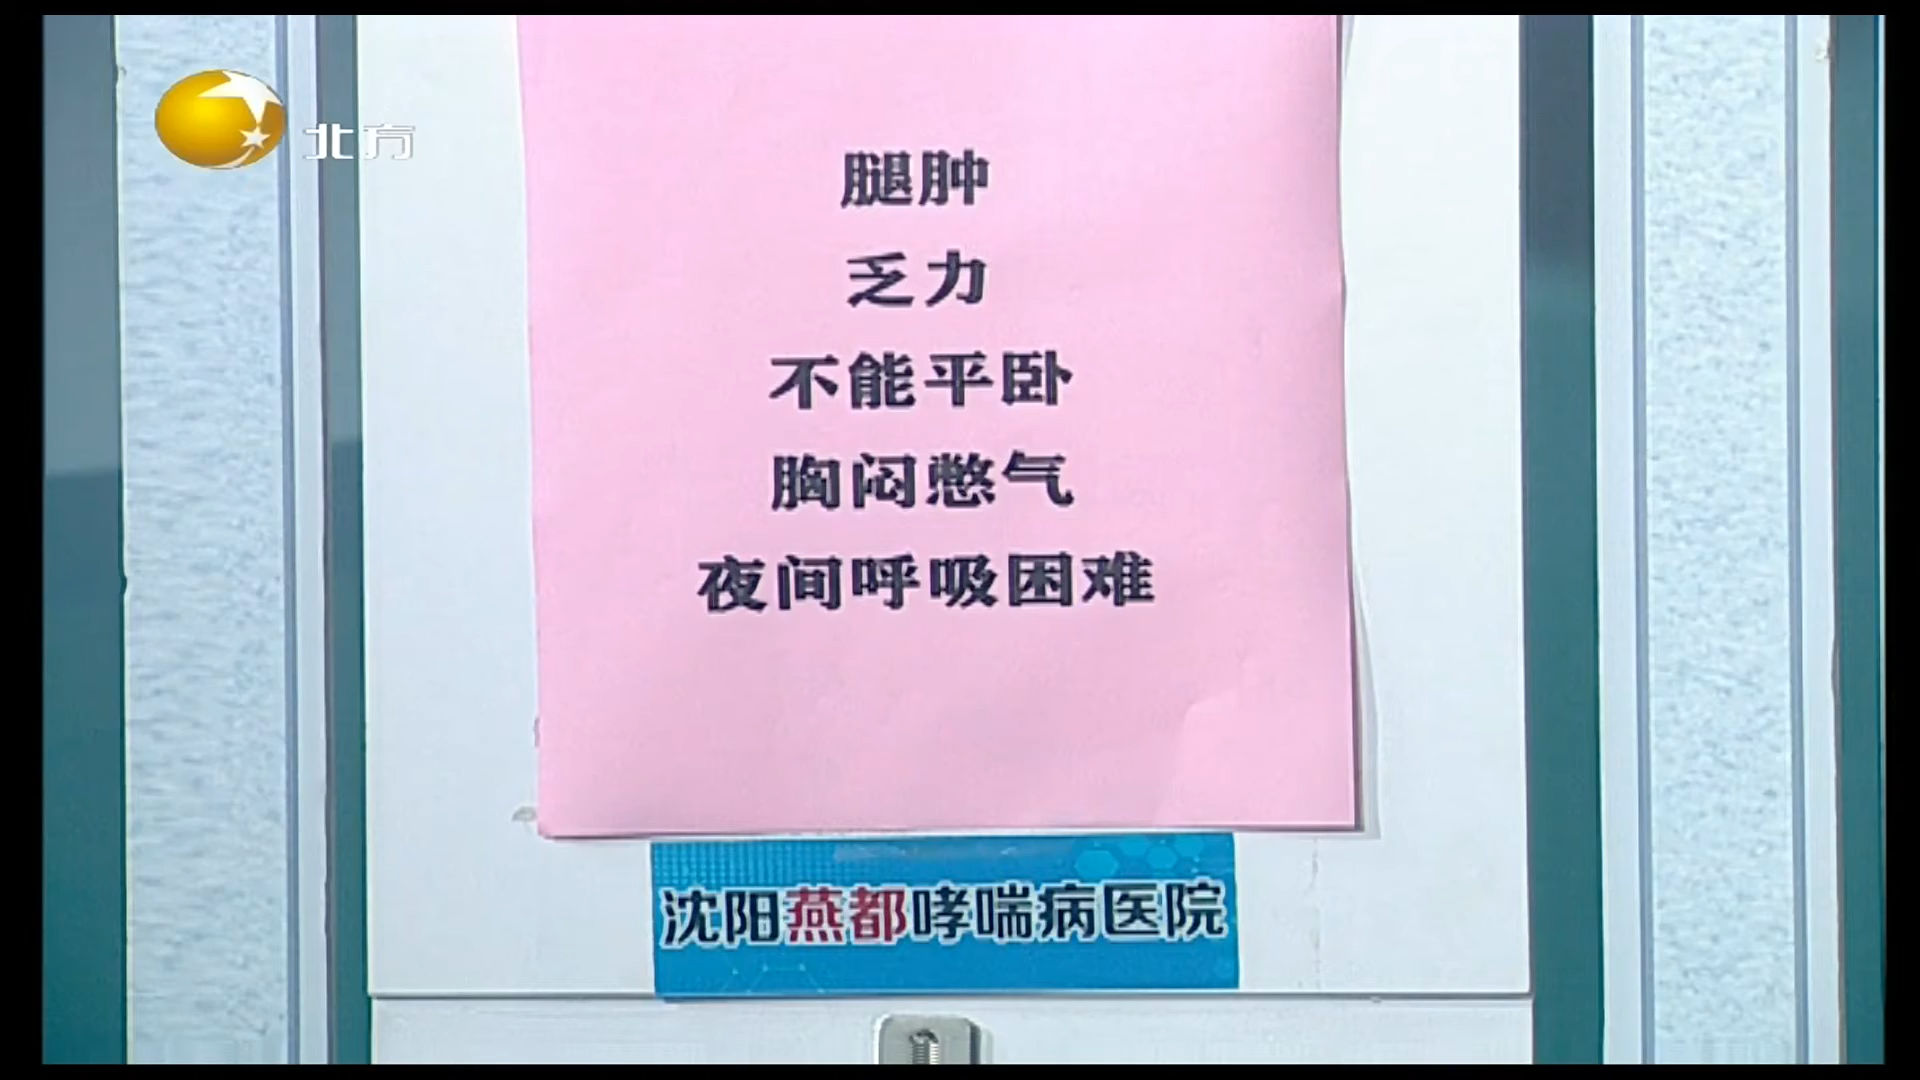 北方
腿肿
乏力
不能平卧
胸闷憋气
夜间呼吸困难
沈阳燕都哮喘病医院